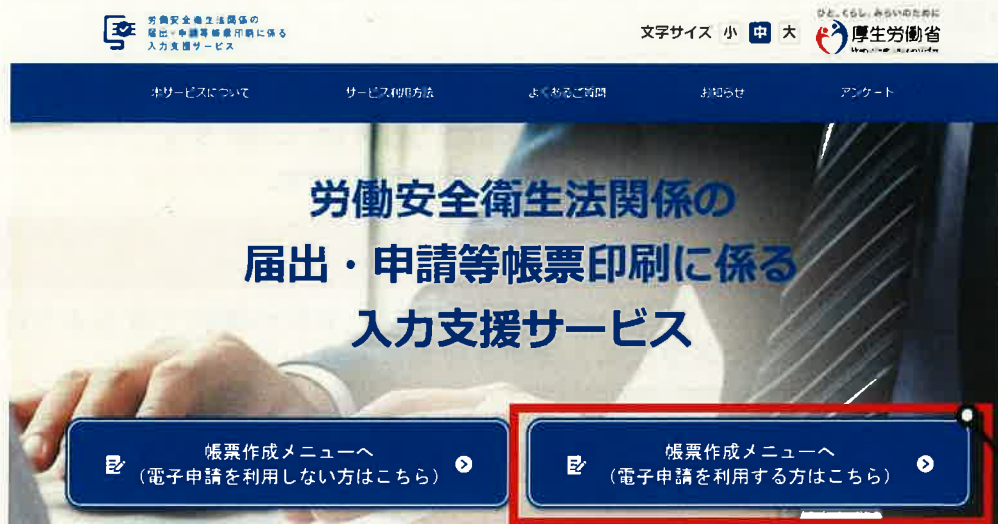 労働安全衛生法関係の
届出・申請等帳票印刷に係る
入力支援サービス
文字サイズ 小 中 大
ひと、くらし、みらいのために
厚生労働省
本サービスについて
サービス利用方法
よくあるご質問
お知らせ
アンケート
労働安全衛生法関係の
届出・申請等帳票印刷に係る
入力支援サービス
帳票作成メニューへ
（電子申請を利用しない方はこちら）
帳票作成メニューへ
（電子申請を利用する方はこちら）